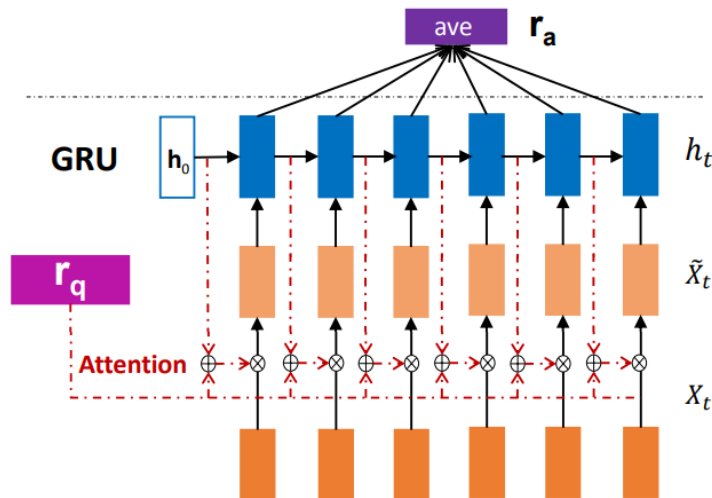 ave r_a
GRU h_0 h_t
r_q X̃_t
Attention X_t